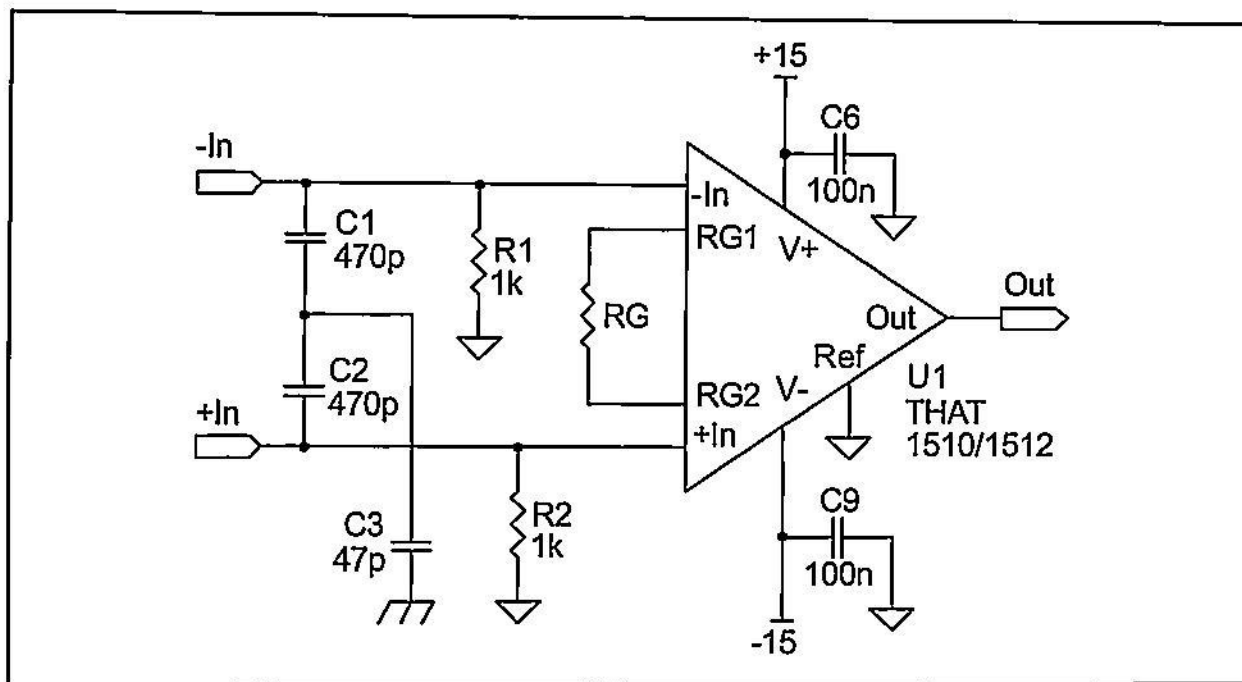 +15
C6
100n
-In
C1
470p
R1
1k
-In
RG1
V+
RG
Out
Out
C2
470p
Ref
V-
U1
THAT
1510/1512
RG2
+In
+In
C3
47p
R2
1k
C9
100n
-15